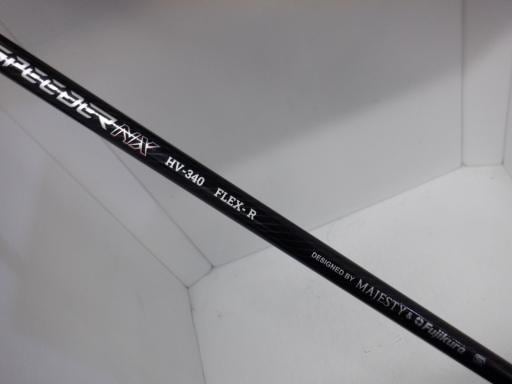 SPEEDER NX HV-340 FLEX-R DESIGNED BY MAJESTY & Fujikura